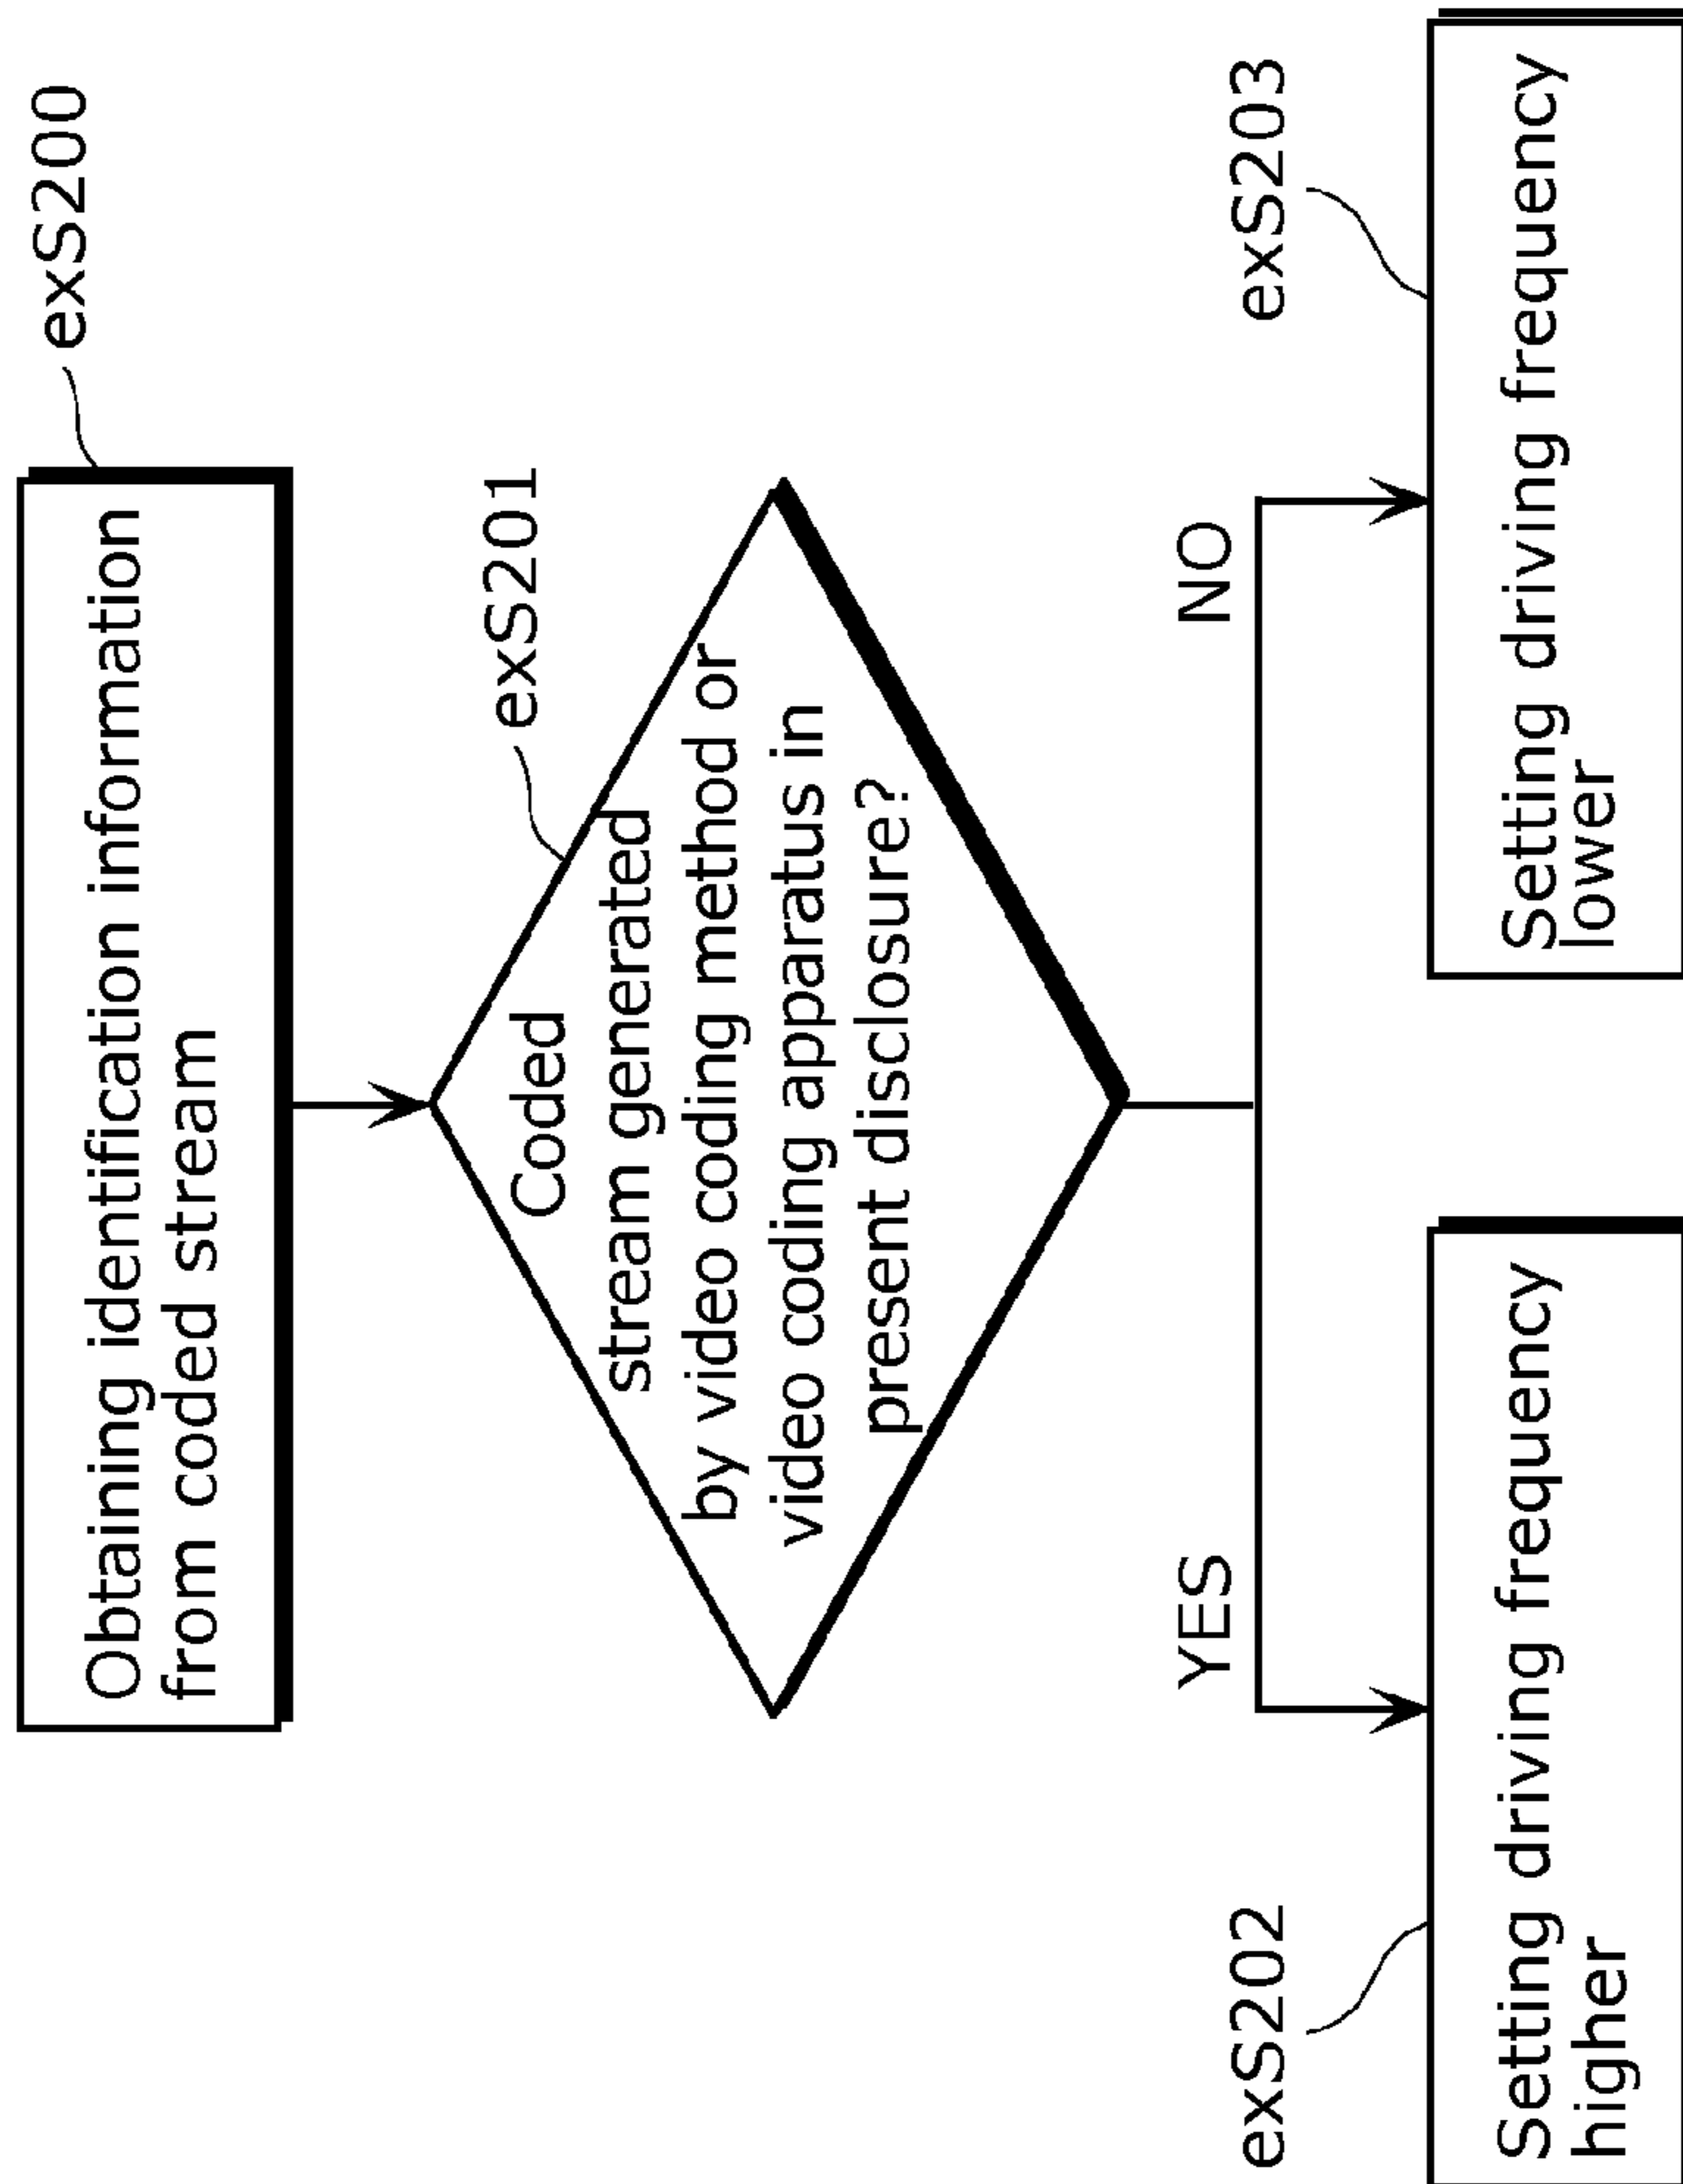 exS200
Obtaining identification information
from coded stream
exS201
Coded
stream generated
by video coding method or
video coding apparatus in
present disclosure?
YES
NO
exS202
Setting driving frequency
higher
exS203
Setting driving frequency
lower